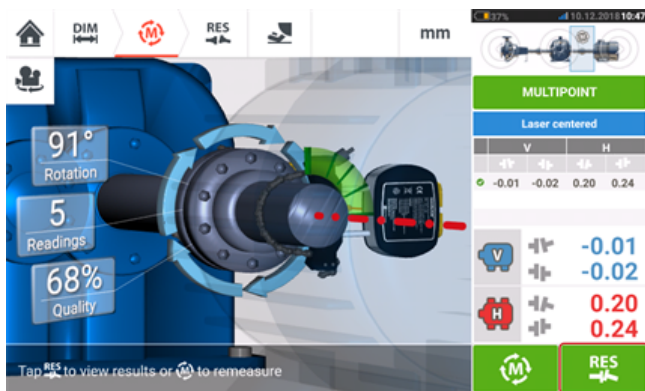 DIM
M
RES
mm
37%
10.12.2018 10:47
MULTIPOINT
Laser centered
V H
-0.01 -0.02 0.20 0.24
91°
Rotation
5
Readings
68%
Quality
V
-0.01
-0.02
H
0.20
0.24
Tap RES to view results or M to remeasure
M
RES